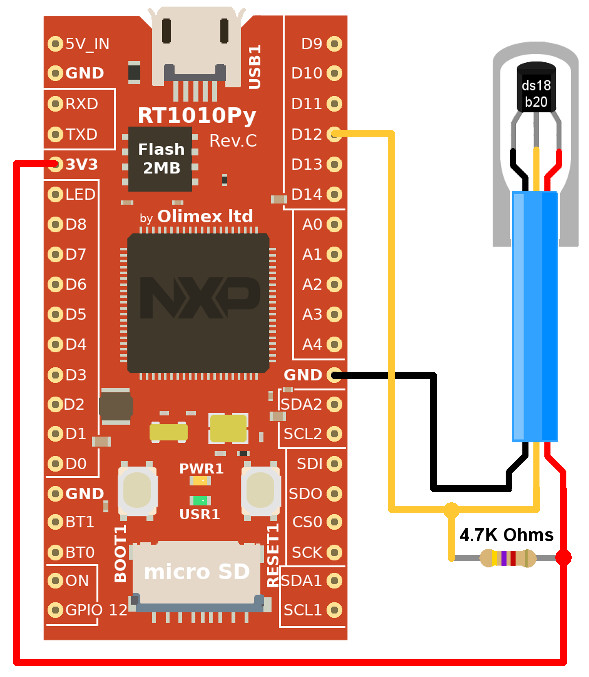 5V_IN
GND
RXD
TXD
3V3
LED
D8
D7
D6
D5
D4
D3
D2
D1
D0
GND
BT1
BT0
ON
GPIO 12
USB1
RT1010Py
Rev.C
Flash
2MB
by Olimex ltd
NXP
PWR1
USR1
BOOT1
RESET1
micro SD
D9
D10
D11
D12
D13
D14
A0
A1
A2
A3
A4
GND
SDA2
SCL2
SDI
SDO
CS0
SCK
SDA1
SCL1
ds18
b20
4.7K Ohms